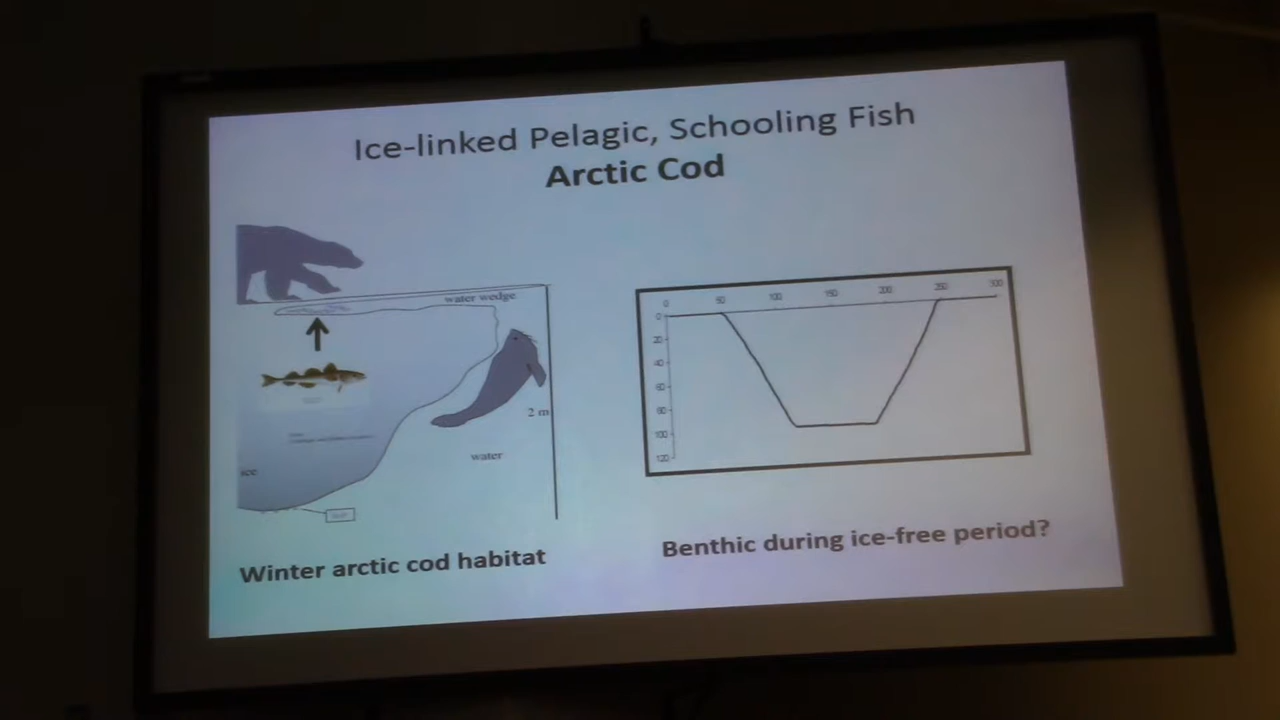 Ice-linked Pelagic, Schooling Fish
Arctic Cod
water wedge
2 m
water
ice
0 50 100 150 200 250 300
0
20
40
60
80
100
120
Winter arctic cod habitat
Benthic during ice-free period?